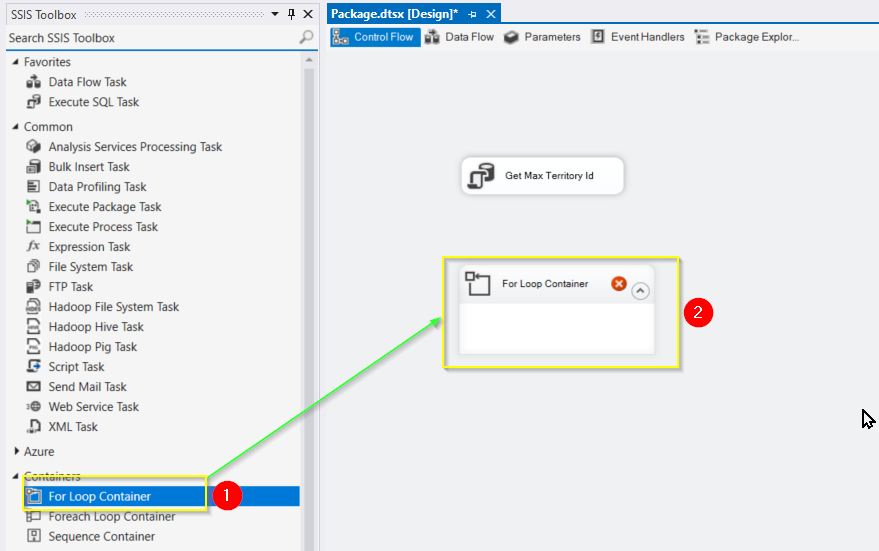 SSIS Toolbox
Search SSIS Toolbox
Favorites
Data Flow Task
Execute SQL Task
Common
Analysis Services Processing Task
Bulk Insert Task
Data Profiling Task
Execute Package Task
Execute Process Task
fx Expression Task
File System Task
FTP Task
Hadoop File System Task
Hadoop Hive Task
Hadoop Pig Task
Script Task
Send Mail Task
Web Service Task
XML Task
Azure
Containers
For Loop Container
1
Foreach Loop Container
Sequence Container
Package.dtsx [Design]*
Control Flow Data Flow Parameters Event Handlers Package Explor...
Get Max Territory Id
For Loop Container
2